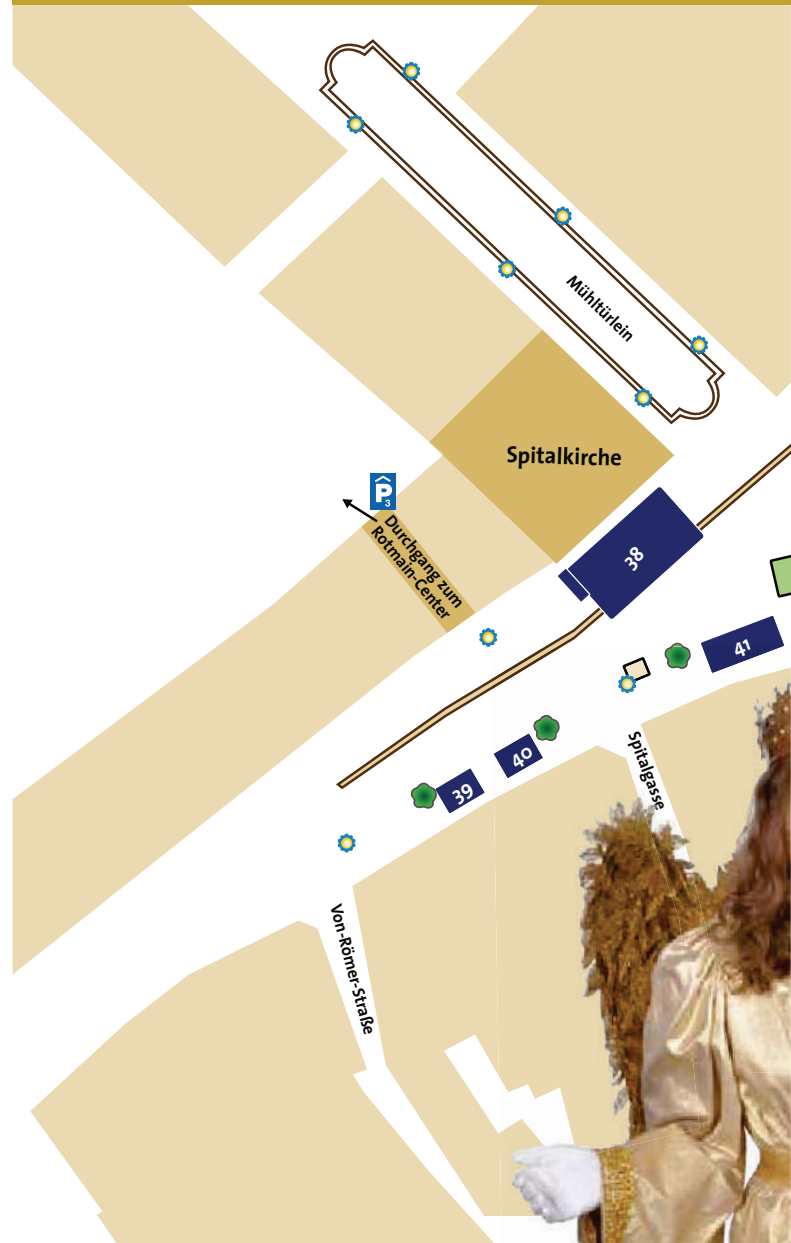 Mühltürlein
Spitalkirche
P
3
Durchgang zum
Rotmain-Center
38
41
40
39
Spitalgasse
Von-Römer-Straße